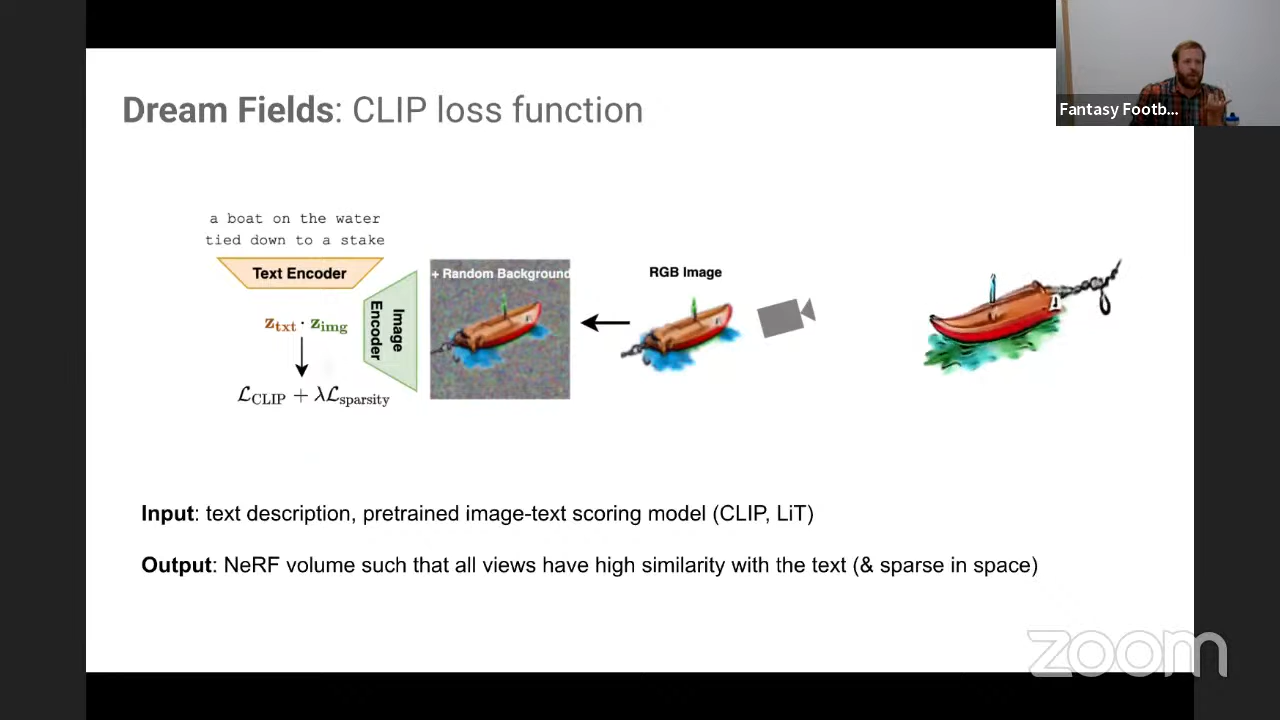 Dream Fields: CLIP loss function
Fantasy Footb...
a boat on the water
tied down to a stake
Text Encoder
+ Random Background
RGB Image
Image
Encoder
z_txt · z_img
ℒ_CLIP + λℒ_sparsity
Input: text description, pretrained image-text scoring model (CLIP, LiT)
Output: NeRF volume such that all views have high similarity with the text (& sparse in space)
zoom